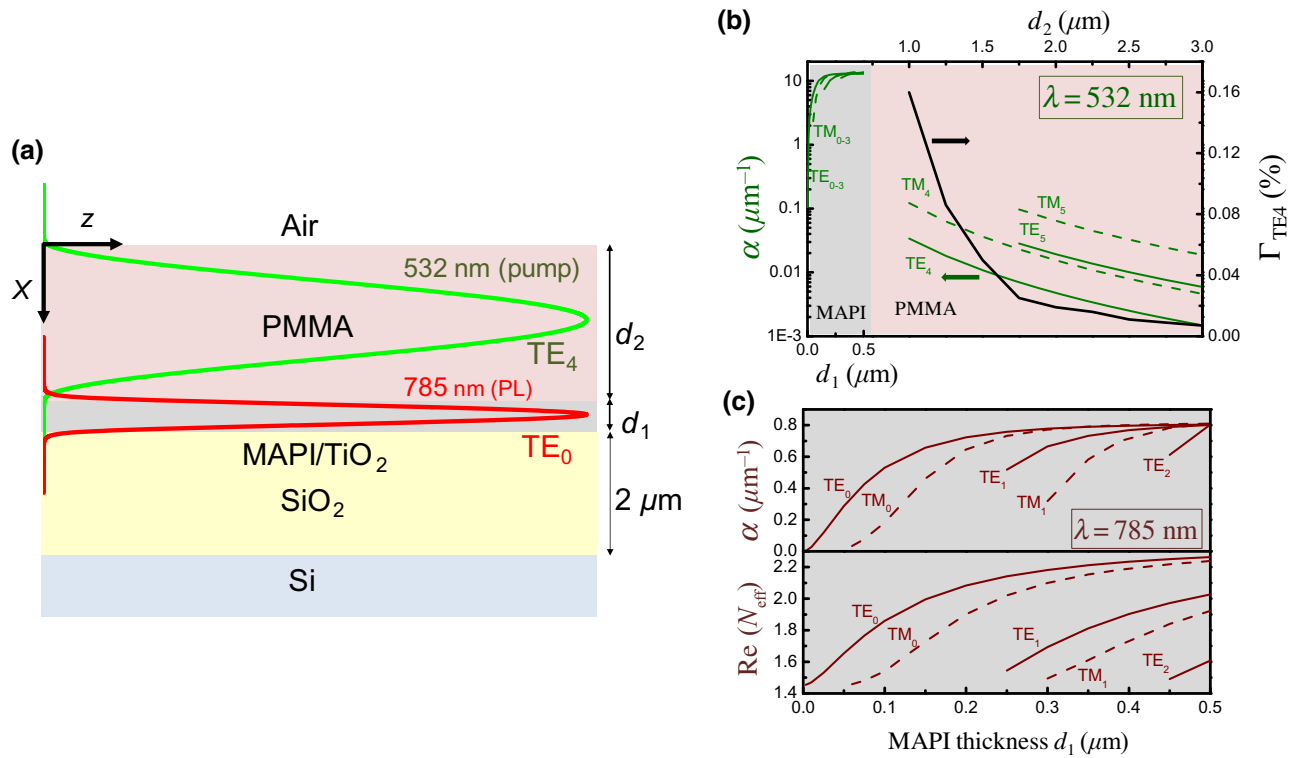 (a)
Air
z
X
532 nm (pump)
PMMA
TE₄
d₂
785 nm (PL)
d₁
TE₀
MAPI/TiO₂
SiO₂
2 μm
Si
(b)
d₂ (μm)
1.0 1.5 2.0 2.5 3.0
λ = 532 nm
α (μm⁻¹)
10
1
0.1
0.01
1E-3
TM₀₋₃
TE₀₋₃
TM₄
TE₄
TM₅
TE₅
MAPI
PMMA
0.16
0.12
0.08
0.04
0.00
Γ_TE4 (%)
0.0 0.5
d₁ (μm)
(c)
α (μm⁻¹)
0.8
0.6
0.4
0.2
0.0
TE₀
TM₀
TE₁
TM₁
TE₂
λ = 785 nm
Re (N_eff)
2.2
2.0
1.8
1.6
1.4
TE₀
TM₀
TE₁
TM₁
TE₂
0.0 0.1 0.2 0.3 0.4 0.5
MAPI thickness d₁ (μm)